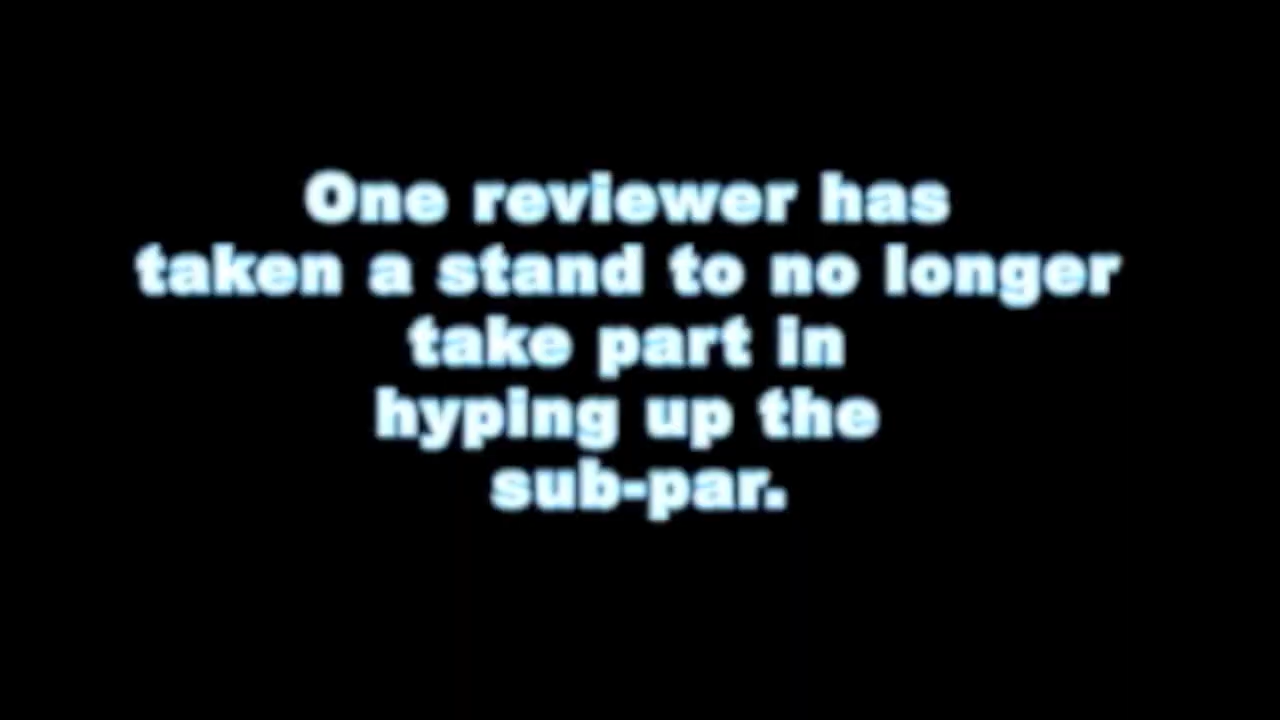 One reviewer has
taken a stand to no longer
take part in
hyping up the
sub-par.